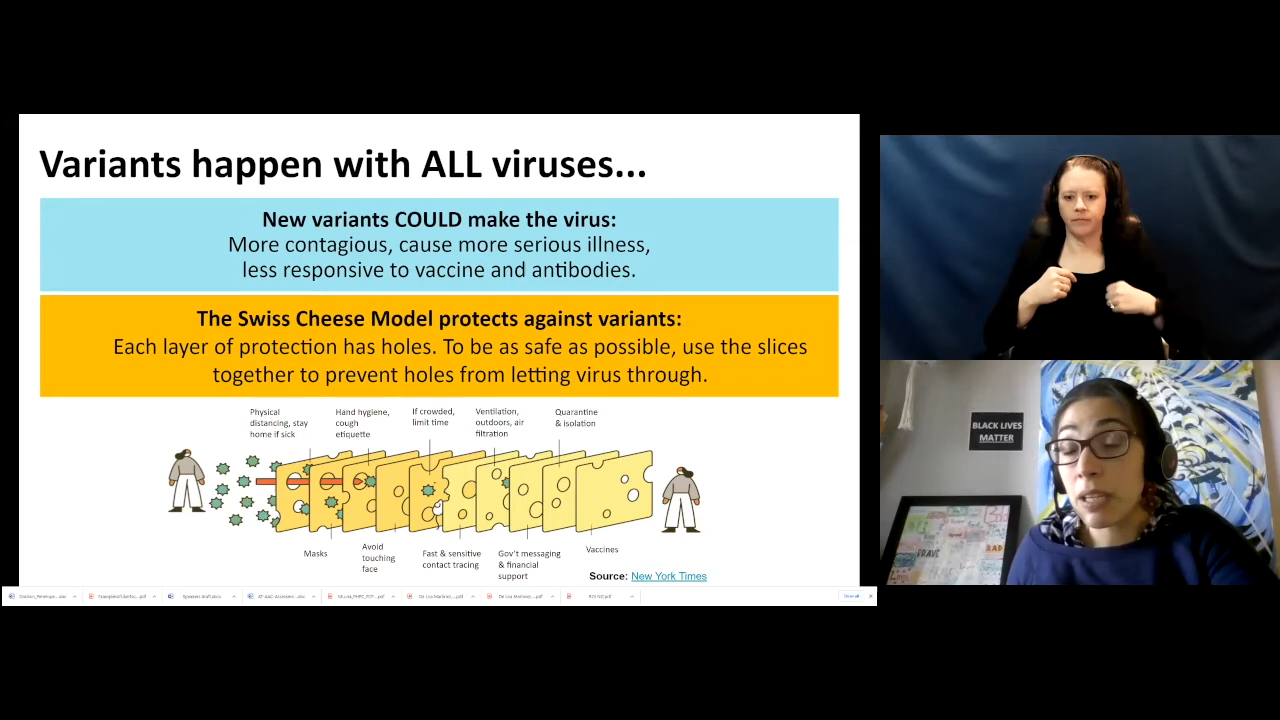 Variants happen with ALL viruses...
New variants COULD make the virus:
More contagious, cause more serious illness,
less responsive to vaccine and antibodies.
The Swiss Cheese Model protects against variants:
Each layer of protection has holes. To be as safe as possible, use the slices
together to prevent holes from letting virus through.
Physical
distancing, stay
home if sick
Hand hygiene,
cough
etiquette
If crowded,
limit time
Ventilation,
outdoors, air
filtration
Quarantine
& isolation
Masks
Avoid
touching
face
Fast & sensitive
contact tracing
Gov't messaging
& financial
support
Vaccines
Source: New York Times
BLACK LIVES
MATTER
BRAVE
Show all